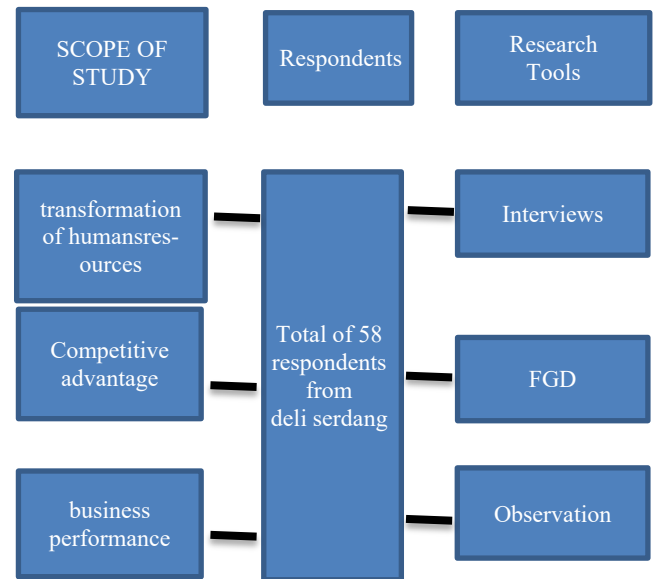 SCOPE OF
STUDY
Respondents
Research
Tools
transformation
of humansres-
ources
Competitive
advantage
business
performance
Total of 58
respondents
from
deli serdang
Interviews
FGD
Observation